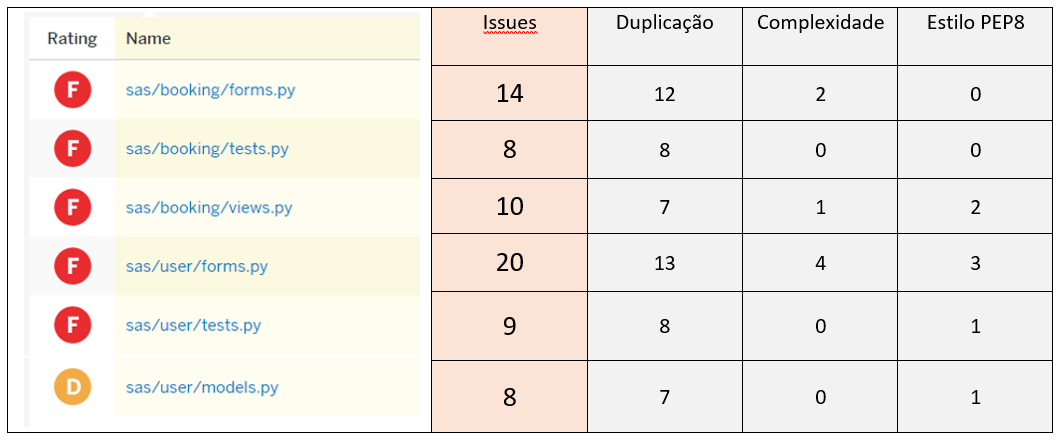 Rating Name Issues Duplicação Complexidade Estilo PEP8
F sas/booking/forms.py 14 12 2 0
F sas/booking/tests.py 8 8 0 0
F sas/booking/views.py 10 7 1 2
F sas/user/forms.py 20 13 4 3
F sas/user/tests.py 9 8 0 1
D sas/user/models.py 8 7 0 1